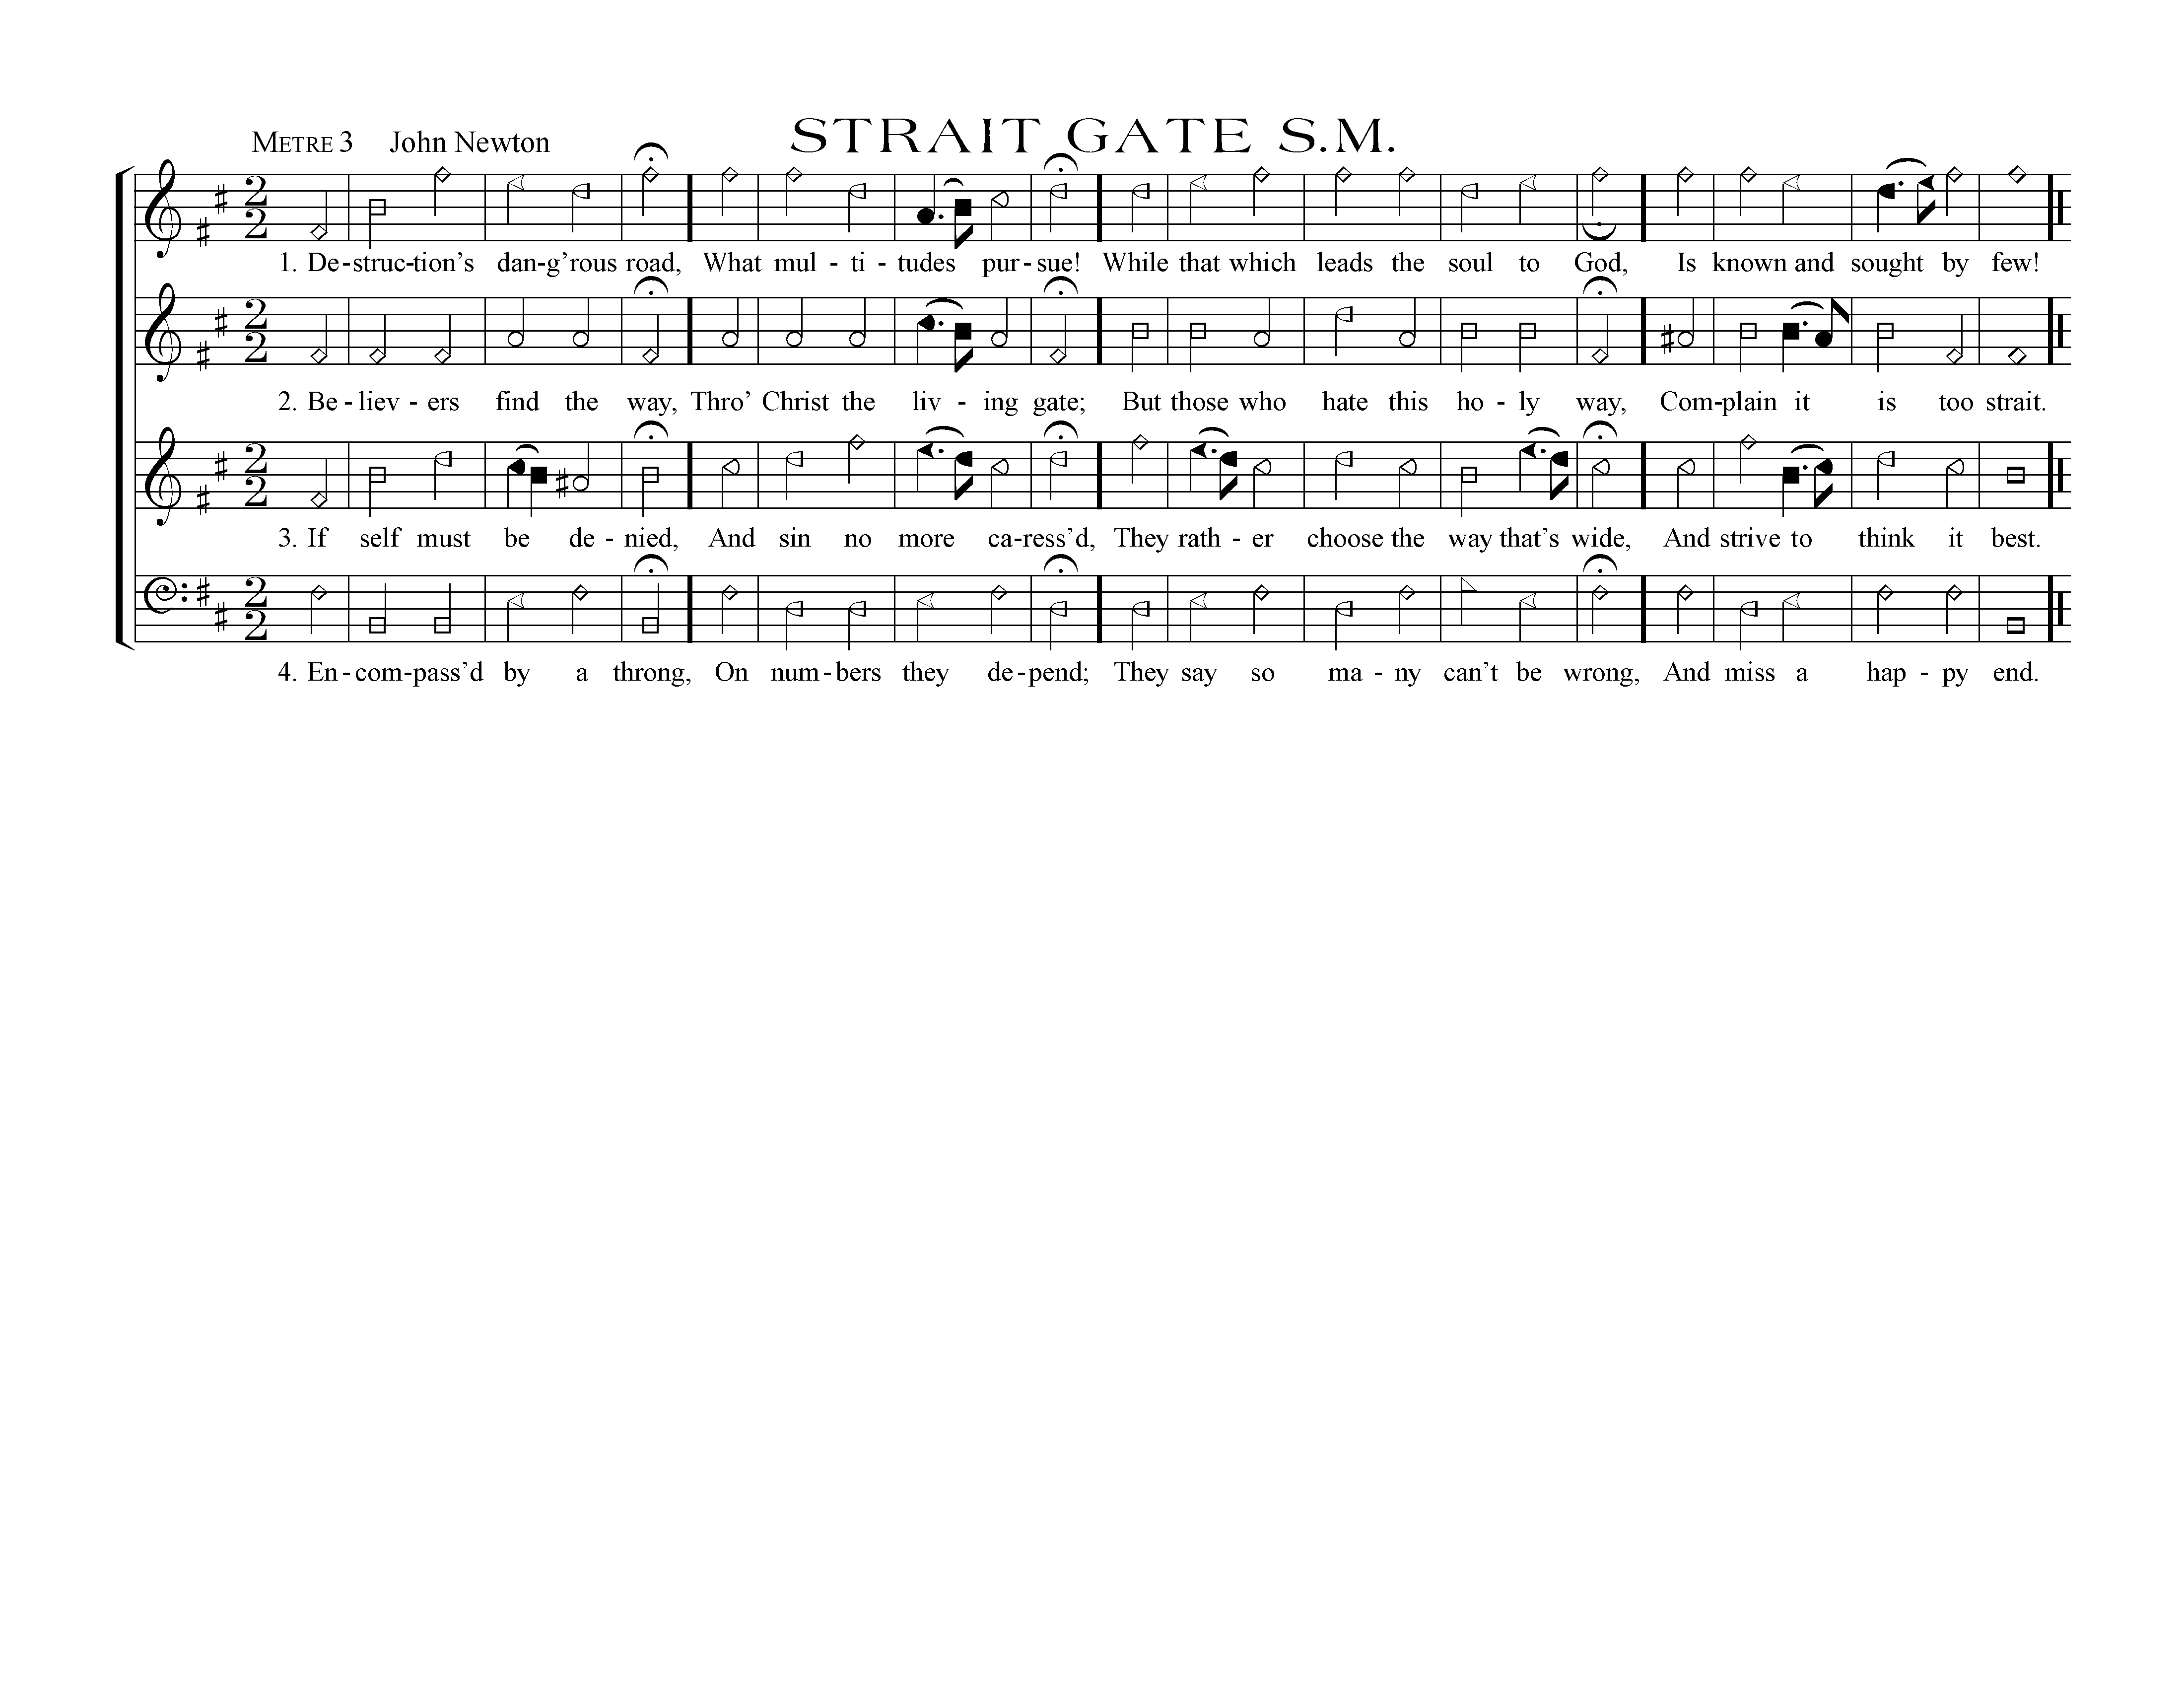 STRAIT GATE S.M.
METRE 3 John Newton
1. De-struc-tion's dan-g'rous road, What mul - ti - tudes pur-sue! While that which leads the soul to God, Is known and sought by few!
2. Be - liev - ers find the way, Thro' Christ the liv - ing gate; But those who hate this ho - ly way, Com-plain it is too strait.
3. If self must be de - nied, And sin no more ca-ress'd, They rath - er choose the way that's wide, And strive to think it best.
4. En-com-pass'd by a throng, On num-bers they de-pend; They say so ma - ny can't be wrong, And miss a hap - py end.